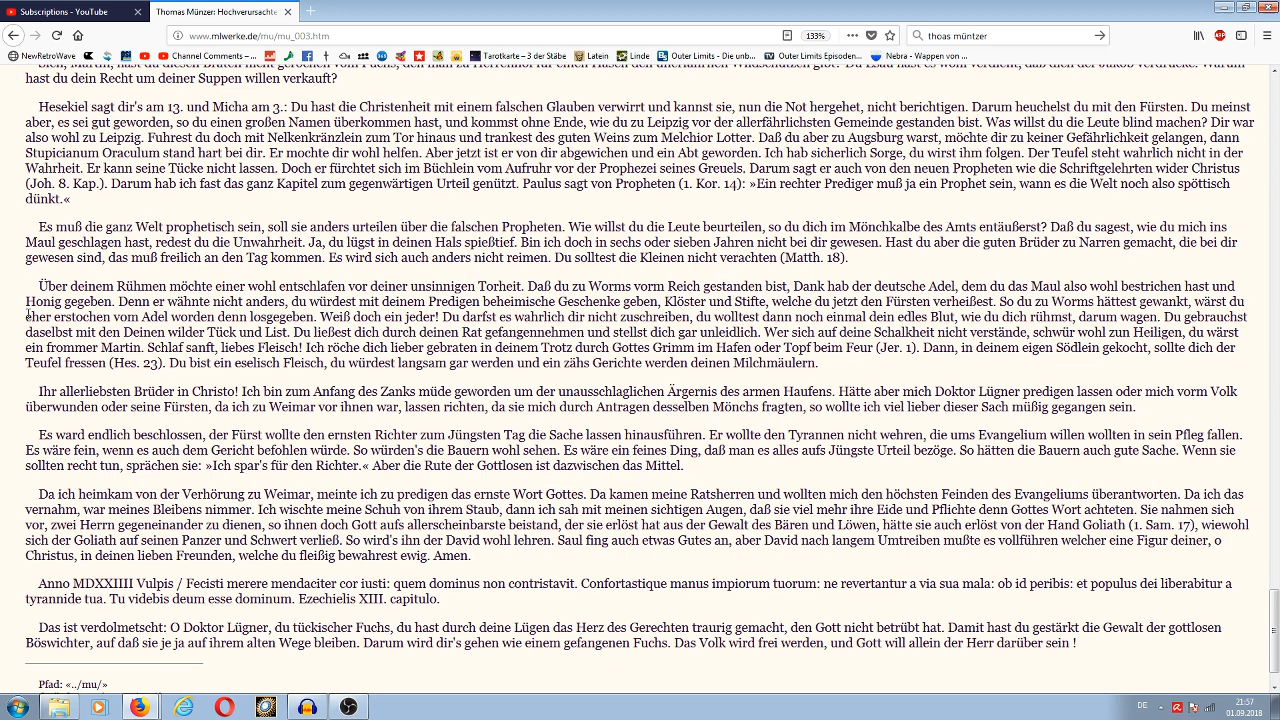 Subscriptions - YouTube
Thomas Münzer: Hochverursachte
www.mlwerke.de/mu/mu_003.htm
133%
thoas müntzer
NewRetroWave
Channel Comments - ...
Tarotkarte - 3 der Stäbe
Latein
Linde
Outer Limits - Die unb...
Outer Limits Episoden...
Nebra - Wappen ...
hast du dein Recht und deiner Suppen willen verkauft?
Hesekiel sagt dir's am 13. und Micha am 3.: Du hast die Christenheit mit einem falschen Glauben verwirrt und kannst sie, nun die Not hergehet, nicht berichtigen. Darum heuchelst du mit den Fürsten. Du meinst
aber, es sei gut geworden, so du einen großen Namen überkommen hast, und kommst ohne Ende, wie du zu Leipzig vor der allerfährlichsten Gemeinde gestanden bist. Was willst du die Leute blind machen? Dir war
also wohl zu Leipzig. Fuhrest du doch mit Nelkenkränzlein zum Tor hinaus und trankest des guten Weins zum Melchior Lotter. Daß du aber zu Augsburg warst, möchte dir zu keiner Gefährlichkeit gelangen, dann
Stupicianum Oraculum stand hart bei dir. Er mochte dir wohl helfen. Aber jetzt ist er von dir abgewichen und ein Abt geworden. Ich hab sicherlich Sorge, du wirst ihm folgen. Der Teufel steht wahrlich nicht in der
Wahrheit. Er kann seine Tücke nicht lassen. Doch er fürchtet sich im Büchlein vom Aufruhr vor der Prophezei seines Greuels. Darum sagt er auch von den neuen Propheten wie die Schriftgelehrten wider Christus
(Joh. 8. Kap.). Darum hab ich fast das ganz Kapitel zum gegenwärtigen Urteil genützt. Paulus sagt von Propheten (1. Kor. 14): »Ein rechter Prediger muß ja ein Prophet sein, wann es die Welt noch also spöttisch
dünkt.«
Es muß die ganz Welt prophetisch sein, soll sie anders urteilen über die falschen Propheten. Wie willst du die Leute beurteilen, so du dich im Mönchkalbe des Amts entäußerst? Daß du sagest, wie du mich ins
Maul geschlagen hast, redest du die Unwahrheit. Ja, du lügst in deinen Hals spießtief. Bin ich doch in sechs oder sieben Jahren nicht bei dir gewesen. Hast du aber die guten Brüder zu Narren gemacht, die bei dir
gewesen sind, das muß freilich an den Tag kommen. Es wird sich auch anders nicht reimen. Du solltest die Kleinen nicht verachten (Matth. 18).
Über deinem Rühmen möchte einer wohl entschlafen vor deiner unsinnigen Torheit. Daß du zu Worms vorm Reich gestanden bist, Dank hab der deutsche Adel, dem du das Maul also wohl bestrichen hast und
Honig gegeben. Denn er wähnte nicht anders, du würdest mit deinem Predigen beheimische Geschenke geben, Klöster und Stifte, welche du jetzt den Fürsten verheißest. So du zu Worms hättest gewankt, wärst du
eher erstochen vom Adel worden denn losgegeben. Weiß doch ein jeder! Du darfst es wahrlich dir nicht zuschreiben, du wolltest dann noch einmal dein edles Blut, wie du dich rühmst, darum wagen. Du gebrauchst
daselbst mit den Deinen wilder Tück und List. Du ließest dich durch deinen Rat gefangennehmen und stellst dich gar unleidlich. Wer sich auf deine Schalkheit nicht verstände, schwür wohl zun Heiligen, du wärst
ein frommer Martin. Schlaf sanft, liebes Fleisch! Ich röche dich lieber gebraten in deinem Trotz durch Gottes Grimm im Hafen oder Topf beim Feur (Jer. 1). Dann, in deinem eigen Södlein gekocht, sollte dich der
Teufel fressen (Hes. 23). Du bist ein eselisch Fleisch, du würdest langsam gar werden und ein zähs Gerichte werden deinen Milchmäulern.
Ihr allerliebsten Brüder in Christo! Ich bin zum Anfang des Zanks müde geworden um der unausschlaglichen Ärgernis des armen Haufens. Hätte aber mich Doktor Lügner predigen lassen oder mich vorm Volk
überwunden oder seine Fürsten, da ich zu Weimar vor ihnen war, lassen richten, da sie mich durch Antragen desselben Mönchs fragten, so wollte ich viel lieber dieser Sach müßig gegangen sein.
Es ward endlich beschlossen, der Fürst wollte den ernsten Richter zum Jüngsten Tag die Sache lassen hinausführen. Er wollte den Tyrannen nicht wehren, die ums Evangelium willen wollten in sein Pfleg fallen.
Es wäre fein, wenn es auch dem Gericht befohlen würde. So würden's die Bauern wohl sehen. Es wäre ein feines Ding, daß man es alles aufs Jüngste Urteil bezöge. So hätten die Bauern auch gute Sache. Wenn sie
sollten recht tun, sprächen sie: »Ich spar's für den Richter.« Aber die Rute der Gottlosen ist dazwischen das Mittel.
Da ich heimkam von der Verhörung zu Weimar, meinte ich zu predigen das ernste Wort Gottes. Da kamen meine Ratsherren und wollten mich den höchsten Feinden des Evangeliums überantworten. Da ich das
vernahm, war meines Bleibens nimmer. Ich wischte meine Schuh von ihrem Staub, dann ich sah mit meinen sichtigen Augen, daß sie viel mehr ihre Eide und Pflichte denn Gottes Wort achteten. Sie nahmen sich
vor, zwei Herrn gegeneinander zu dienen, so ihnen doch Gott aufs allerscheinbarste beistand, der sie erlöst hat aus der Gewalt des Bären und Löwen, hätte sie auch erlöst von der Hand Goliath (1. Sam. 17), wiewohl
sich der Goliath auf seinen Panzer und Schwert verließ. So wird's ihn der David wohl lehren. Saul fing auch etwas Gutes an, aber David nach langem Umtreiben mußte es vollführen welcher eine Figur deiner, o
Christus, in deinen lieben Freunden, welche du fleißig bewahrest ewig. Amen.
Anno MDXXIIII Vulpis / Fecisti merere mendaciter cor iusti: quem dominus non contristavit. Confortastique manus impiorum tuorum: ne revertantur a via sua mala: ob id peribis: et populus dei liberabitur a
tyrannide tua. Tu videbis deum esse dominum. Ezechielis XIII. capitulo.
Das ist verdolmetscht: O Doktor Lügner, du tückischer Fuchs, du hast durch deine Lügen das Herz des Gerechten traurig gemacht, den Gott nicht betrübt hat. Damit hast du gestärkt die Gewalt der gottlosen
Böswichter, auf daß sie je ja auf ihrem alten Wege bleiben. Darum wird dir's gehen wie einem gefangenen Fuchs. Das Volk wird frei werden, und Gott will allein der Herr darüber sein !
Pfad: «../mu/»
DE
21:57
01.09.2018